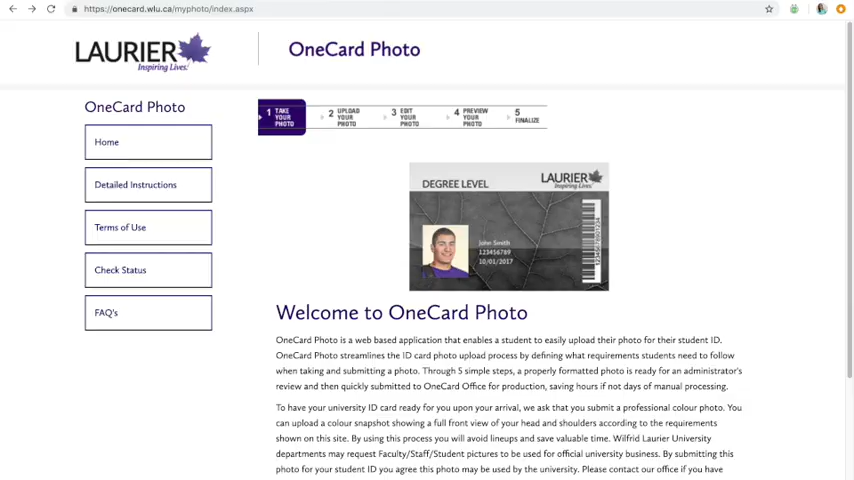 https://onecard.wlu.ca/myphoto/index.aspx
LAURIER
Inspiring Lives.
OneCard Photo
OneCard Photo
Home
Detailed Instructions
Terms of Use
Check Status
FAQ's
1 TAKE YOUR PHOTO
2 UPLOAD YOUR PHOTO
3 EDIT YOUR PHOTO
4 PREVIEW YOUR PHOTO
5 FINALIZE
DEGREE LEVEL
LAURIER
Inspiring Lives
John Smith
123456789
10/01/2017
Welcome to OneCard Photo
OneCard Photo is a web based application that enables a student to easily upload their photo for their student ID.
OneCard Photo streamlines the ID card photo upload process by defining what requirements students need to follow
when taking and submitting a photo. Through 5 simple steps, a properly formatted photo is ready for an administrator's
review and then quickly submitted to OneCard Office for production, saving hours if not days of manual processing.
To have your university ID card ready for you upon your arrival, we ask that you submit a professional colour photo. You
can upload a colour snapshot showing a full front view of your head and shoulders according to the requirements
shown on this site. By using this process you will avoid lineups and save valuable time. Wilfrid Laurier University
departments may request Faculty/Staff/Student pictures to be used for official university business. By submitting this
photo for your student ID you agree this photo may be used by the university. Please contact our office if you have